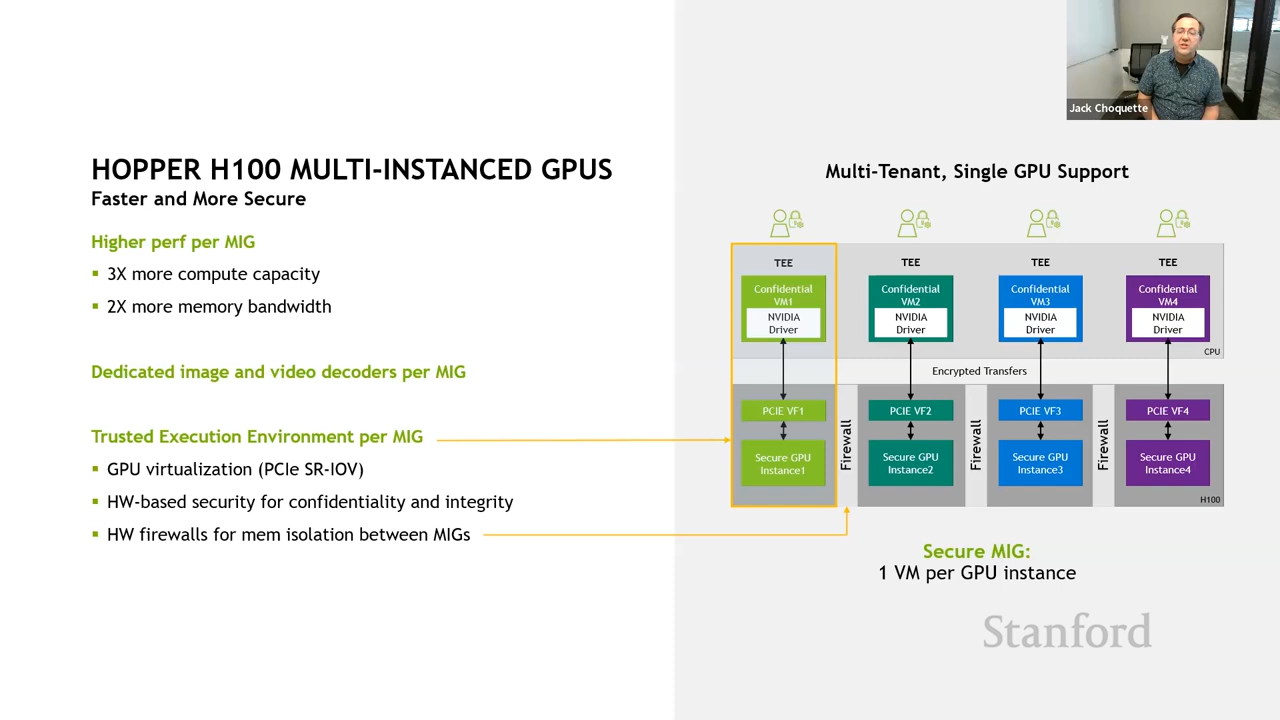 Jack Choquette
HOPPER H100 MULTI-INSTANCED GPUS
Faster and More Secure
Higher perf per MIG
▪ 3X more compute capacity
▪ 2X more memory bandwidth
Dedicated image and video decoders per MIG
Trusted Execution Environment per MIG
▪ GPU virtualization (PCIe SR-IOV)
▪ HW-based security for confidentiality and integrity
▪ HW firewalls for mem isolation between MIGs
Multi-Tenant, Single GPU Support
TEE
TEE
TEE
TEE
Confidential
VM1
NVIDIA
Driver
Confidential
VM2
NVIDIA
Driver
Confidential
VM3
NVIDIA
Driver
Confidential
VM4
NVIDIA
Driver
CPU
Encrypted Transfers
PCIE VF1
PCIE VF2
PCIE VF3
PCIE VF4
Firewall
Firewall
Firewall
Secure GPU
Instance1
Secure GPU
Instance2
Secure GPU
Instance3
Secure GPU
Instance4
H100
Secure MIG:
1 VM per GPU instance
Stanford